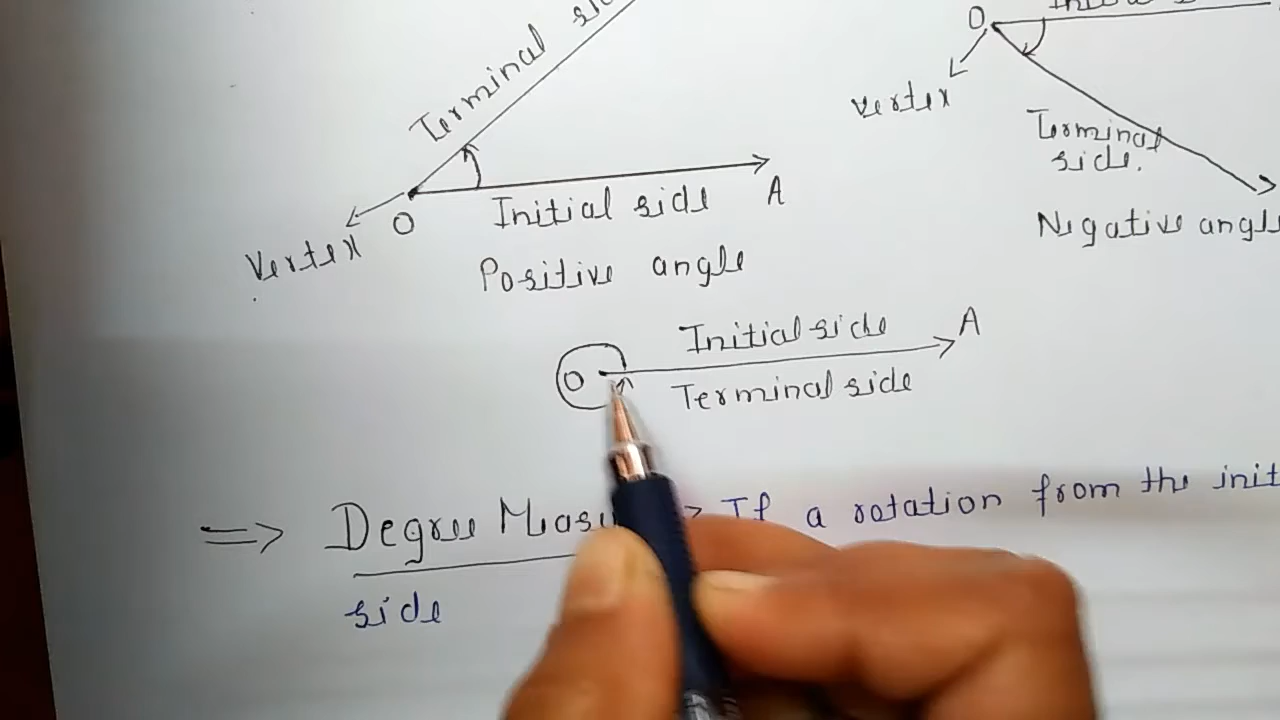 Terminal
O
Vertex
Terminal side.
Initial side
A
O
Vertex
Negative angle
Positive angle
Initial side
A
O
Terminal side
=> Degree > If a rotation from the
side